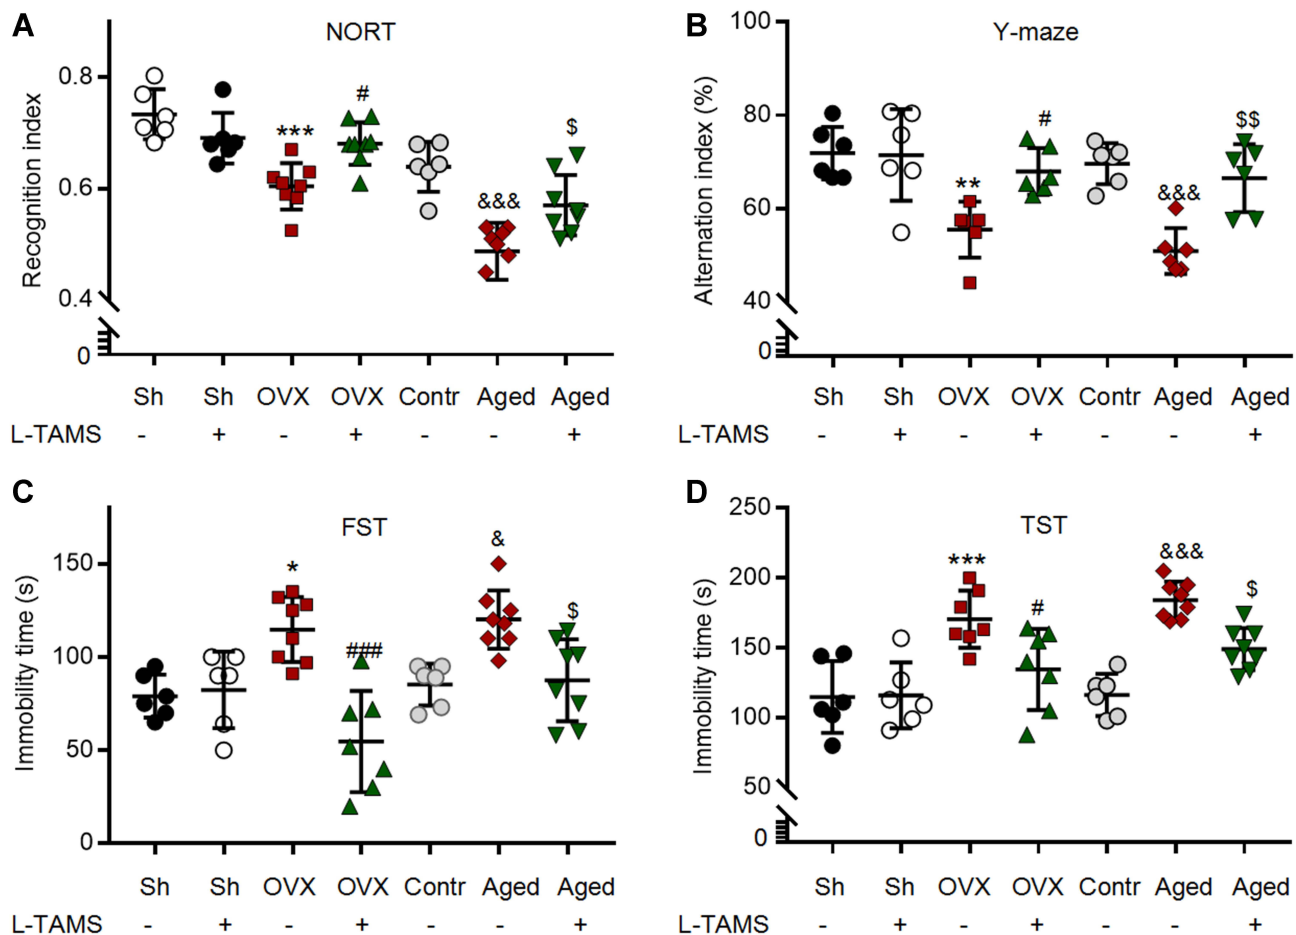 A
NORT
Recognition index
0.8
0.6
0.4
0
***
#
&&&
$
Sh Sh OVX OVX Contr Aged Aged
L-TAMS - + - + - - +
B
Y-maze
Alternation index (%)
100
80
60
40
0
**
#
&&&
$$
Sh Sh OVX OVX Contr Aged Aged
L-TAMS - + - + - - +
C
FST
Immobility time (s)
150
100
50
0
*
###
&
$
Sh Sh OVX OVX Contr Aged Aged
L-TAMS - + - + - - +
D
TST
Immobility time (s)
250
200
150
100
50
0
***
#
&&&
$
Sh Sh OVX OVX Contr Aged Aged
L-TAMS - + - + - - +